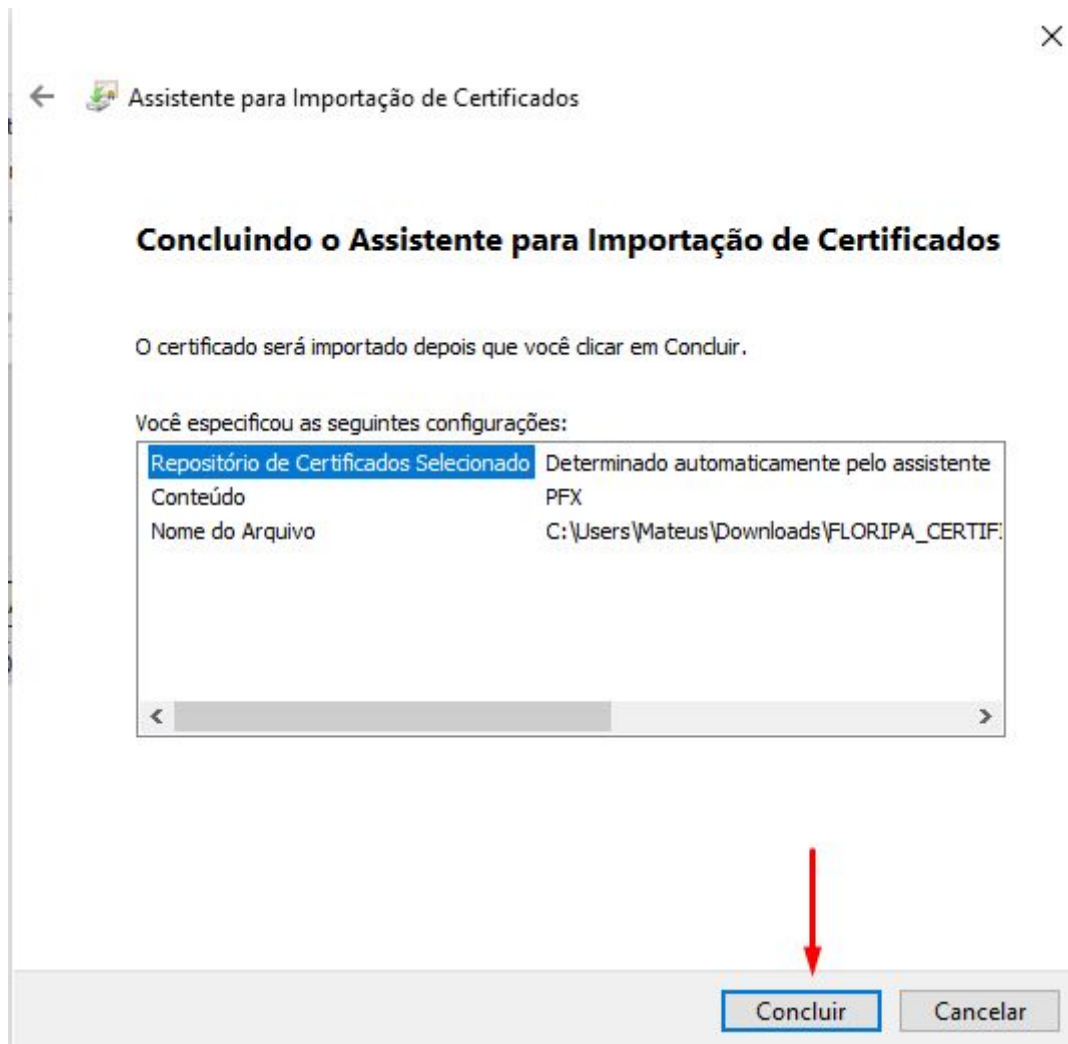 Assistente para Importação de Certificados
Concluindo o Assistente para Importação de Certificados
O certificado será importado depois que você clicar em Concluir.
Você especificou as seguintes configurações:
Repositório de Certificados Selecionado Determinado automaticamente pelo assistente
Conteúdo PFX
Nome do Arquivo C:\Users\Mateus\Downloads\FLORIPA_CERTIF
Concluir Cancelar